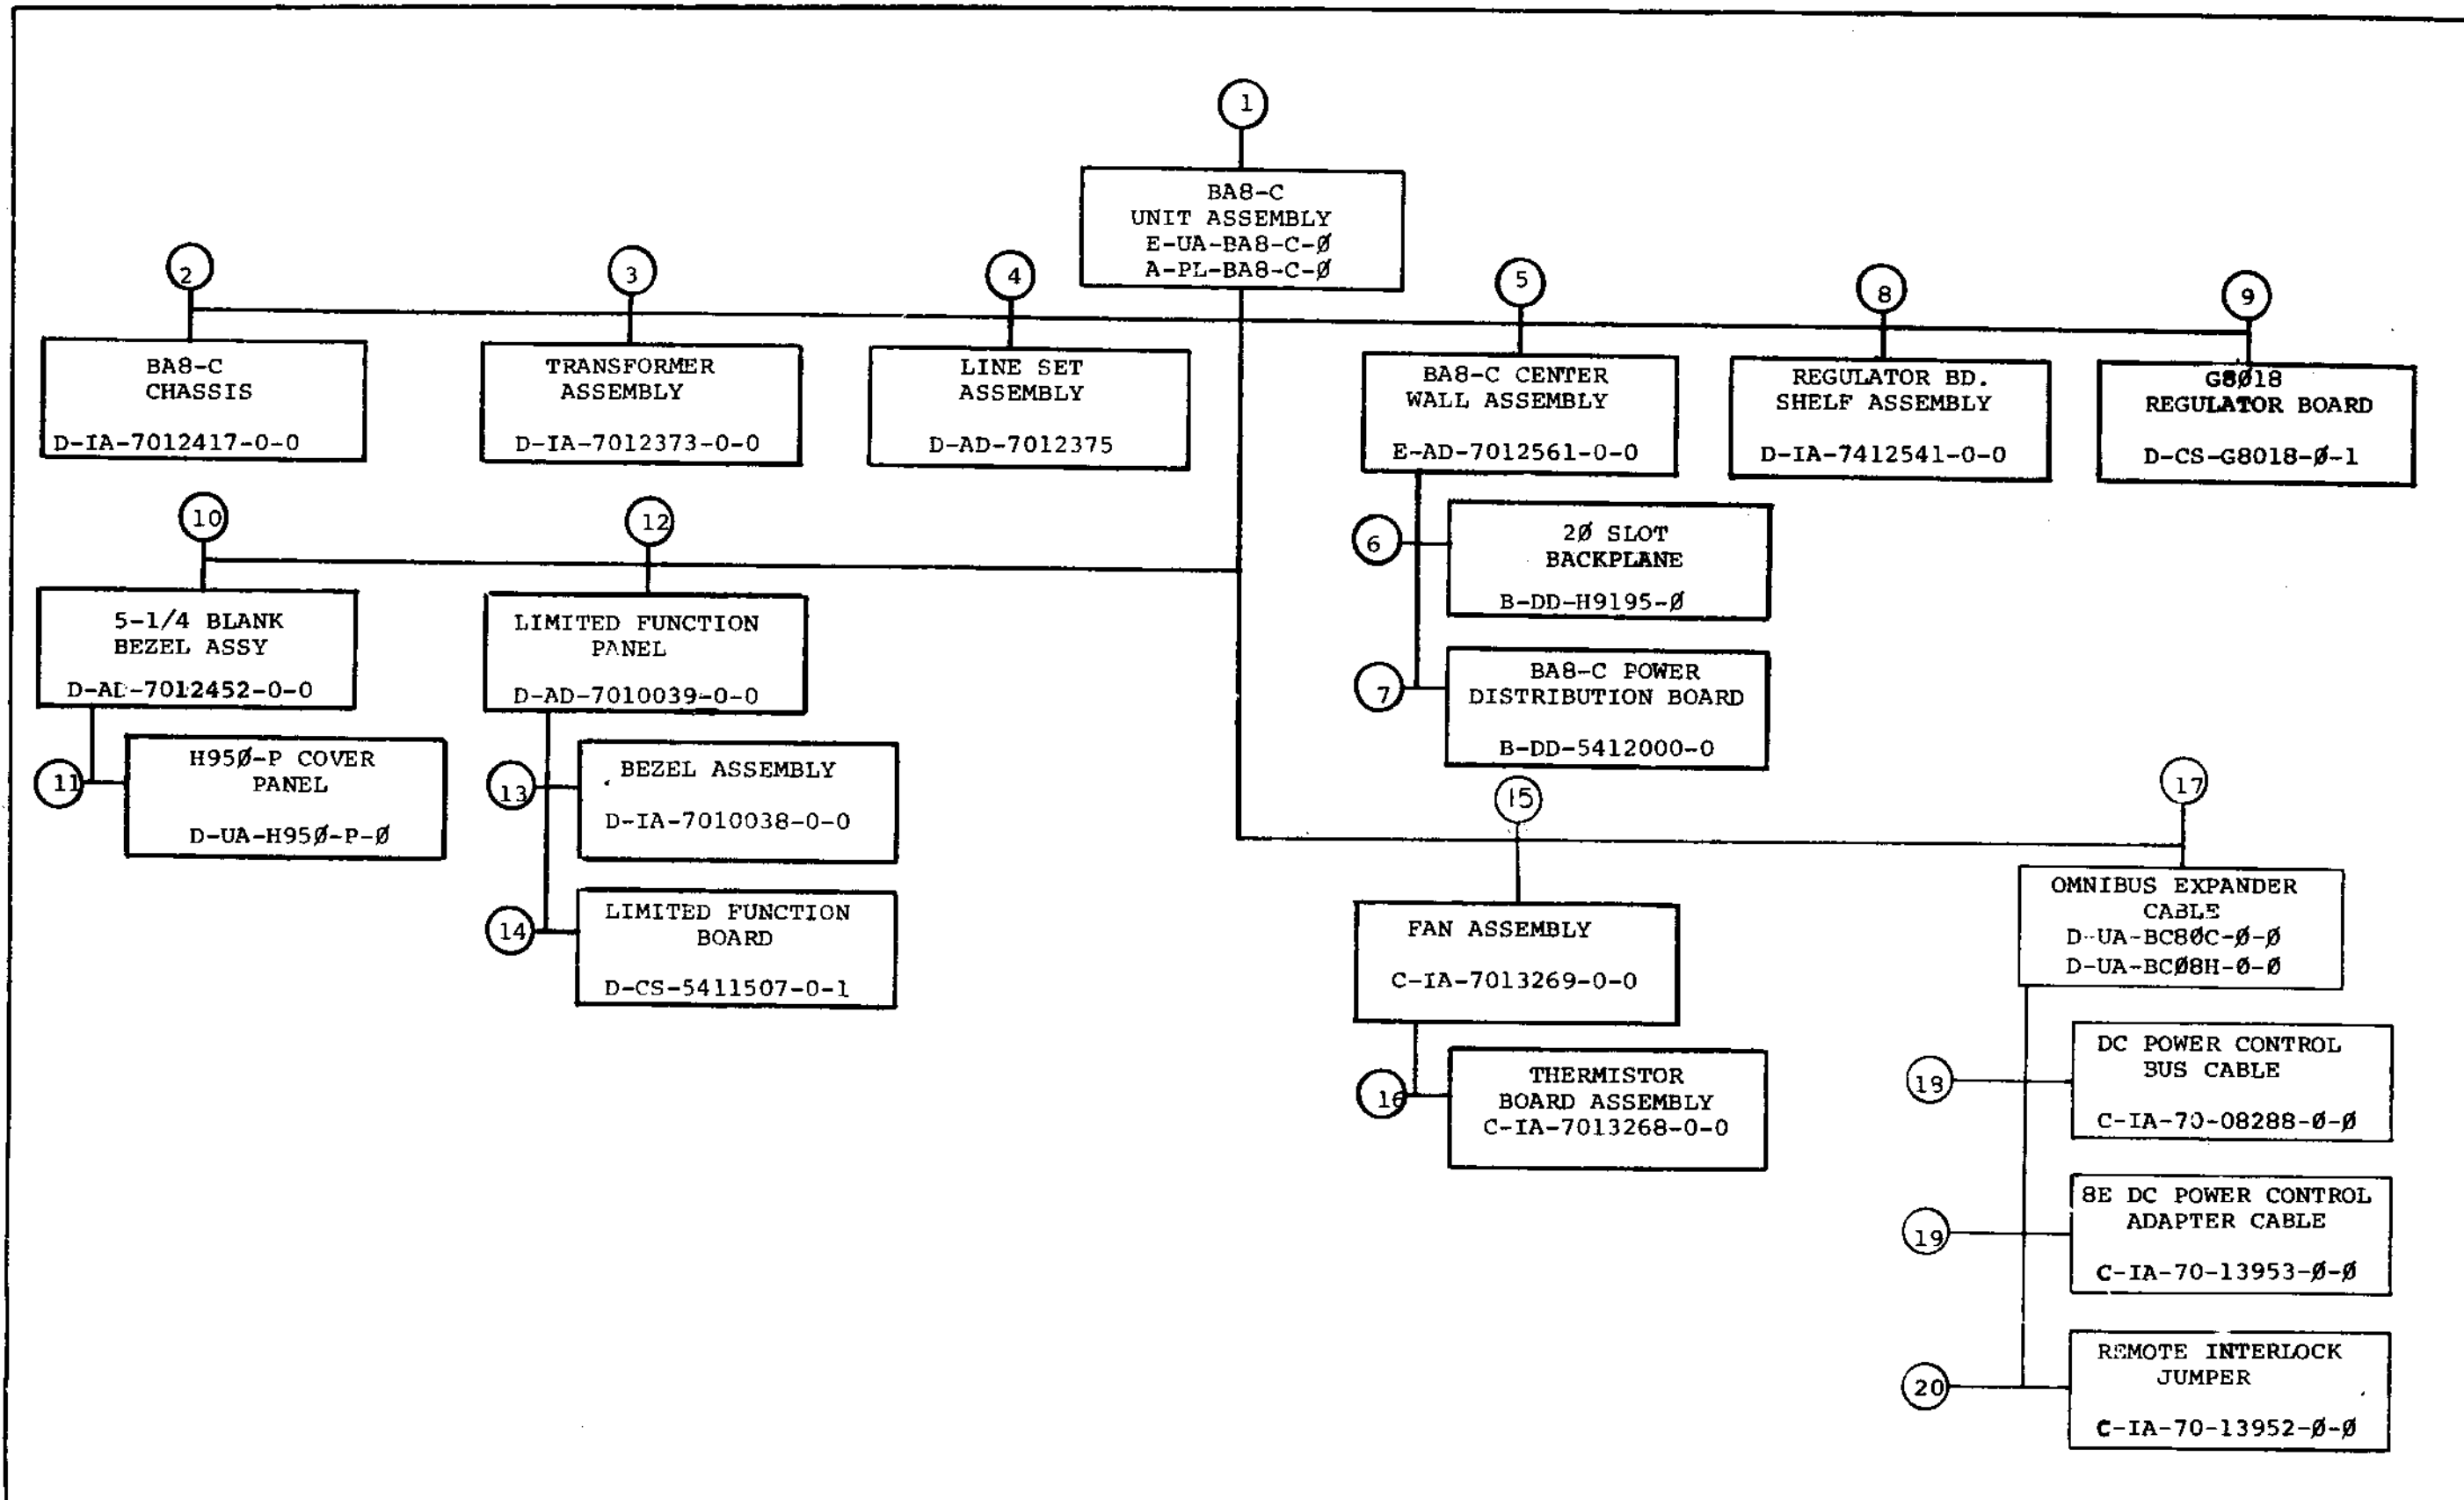 1
BA8-C
UNIT ASSEMBLY
E-UA-BA8-C-Ø
A-PL-BA8-C-Ø
2
BA8-C
CHASSIS
D-IA-7012417-0-0
3
TRANSFORMER
ASSEMBLY
D-IA-7012373-0-0
4
LINE SET
ASSEMBLY
D-AD-7012375
5
BA8-C CENTER
WALL ASSEMBLY
E-AD-7012561-0-0
8
REGULATOR BD.
SHELF ASSEMBLY
D-IA-7412541-0-0
9
G8Ø18
REGULATOR BOARD
D-CS-G8018-Ø-1
6
2Ø SLOT
BACKPLANE
B-DD-H9195-Ø
7
BA8-C POWER
DISTRIBUTION BOARD
B-DD-5412000-0
10
5-1/4 BLANK
BEZEL ASSY
D-AD-7012452-0-0
11
H95Ø-P COVER
PANEL
D-UA-H95Ø-P-Ø
12
LIMITED FUNCTION
PANEL
D-AD-7010039-0-0
13
BEZEL ASSEMBLY
D-IA-7010038-0-0
14
LIMITED FUNCTION
BOARD
D-CS-5411507-0-1
15
FAN ASSEMBLY
C-IA-7013269-0-0
16
THERMISTOR
BOARD ASSEMBLY
C-IA-7013268-0-0
17
OMNIBUS EXPANDER
CABLE
D-UA-BC80C-Ø-Ø
D-UA-BCØ8H-0-Ø
18
DC POWER CONTROL
BUS CABLE
C-IA-70-08288-Ø-Ø
19
8E DC POWER CONTROL
ADAPTER CABLE
C-IA-70-13953-Ø-Ø
20
REMOTE INTERLOCK
JUMPER
C-IA-70-13952-Ø-Ø